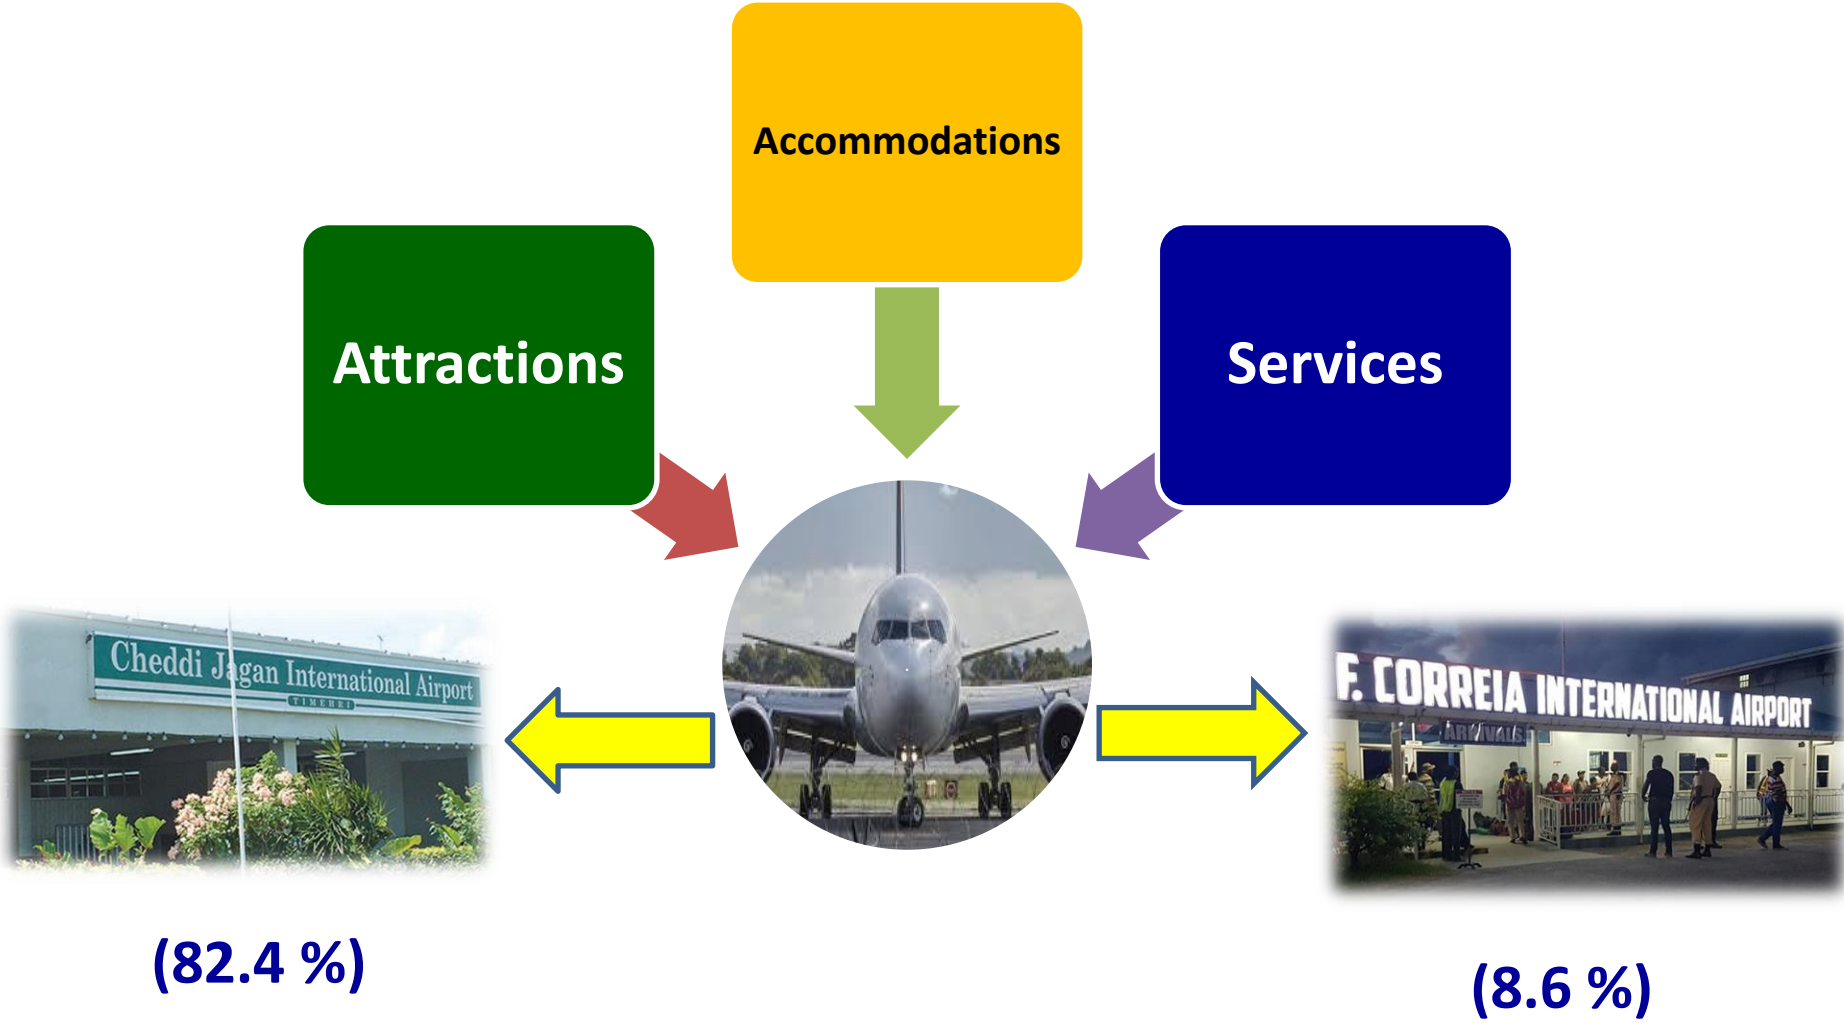 Accommodations
Attractions
Services
Cheddi Jagan International Airport
TIMEHRI
F. CORREIA INTERNATIONAL AIRPORT
ARRIVALS
(82.4 %)
(8.6 %)